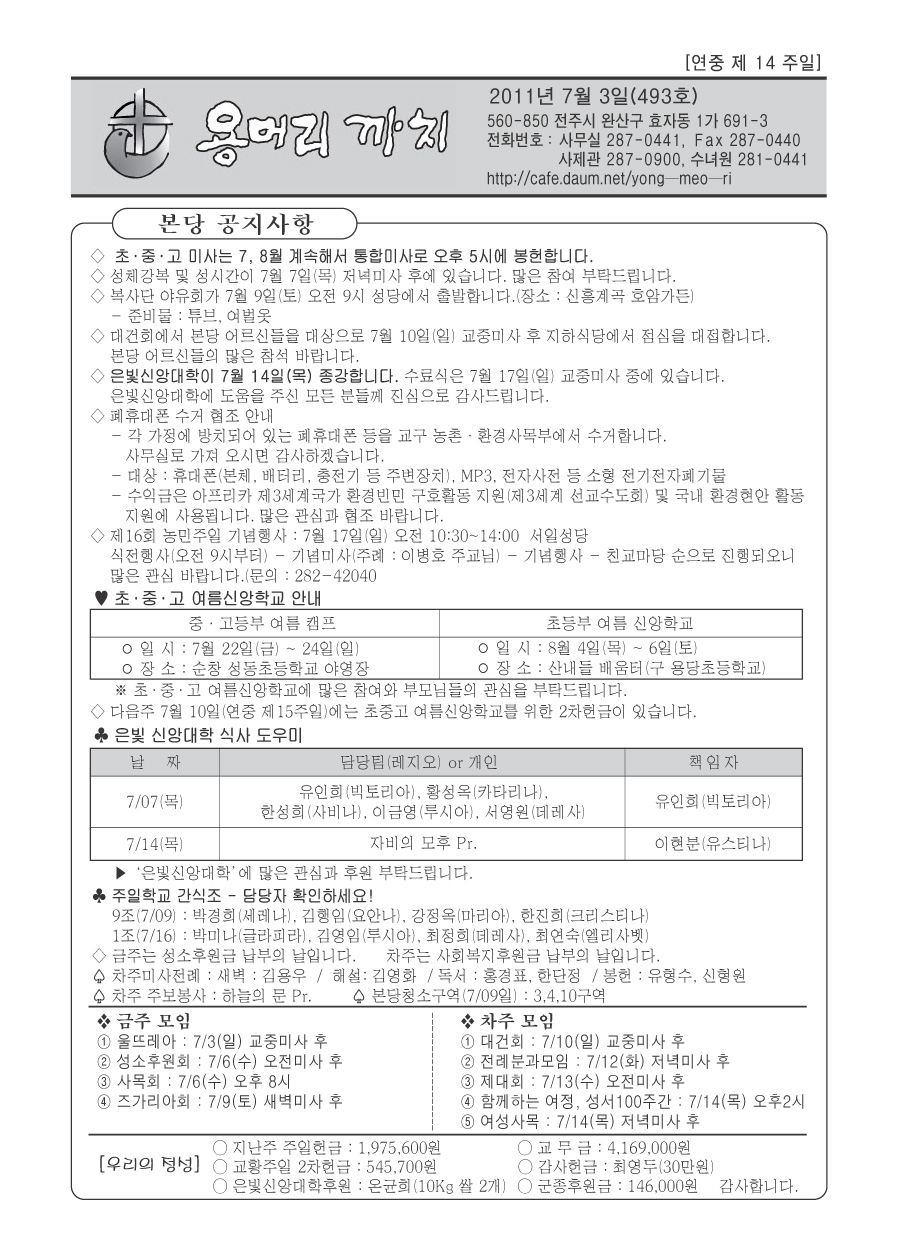 [연중 제 14 주일]
용머리 까치
2011년 7월 3일(493호)
560-850 전주시 완산구 효자동 1가 691-3
전화번호 : 사무실 287-0441, Fax 287-0440
사제관 287-0900, 수녀원 281-0441
http://cafe.daum.net/yong―meo―ri
본당 공지사항
◇ 초·중·고 미사는 7, 8월 계속해서 통합미사로 오후 5시에 봉헌합니다.
◇ 성체강복 및 성시간이 7월 7일(목) 저녁미사 후에 있습니다. 많은 참여 부탁드립니다.
◇ 복사단 야유회가 7월 9일(토) 오전 9시 성당에서 출발합니다.(장소 : 신흥계곡 호암가든)
- 준비물 : 튜브, 여벌옷
◇ 대건회에서 본당 어르신들을 대상으로 7월 10일(일) 교중미사 후 지하식당에서 점심을 대접합니다.
본당 어르신들의 많은 참석 바랍니다.
◇ 은빛신앙대학이 7월 14일(목) 종강합니다. 수료식은 7월 17일(일) 교중미사 중에 있습니다.
은빛신앙대학에 도움을 주신 모든 분들께 진심으로 감사드립니다.
◇ 폐휴대폰 수거 협조 안내
- 각 가정에 방치되어 있는 폐휴대폰 등을 교구 농촌·환경사목부에서 수거합니다.
사무실로 가져 오시면 감사하겠습니다.
- 대상 : 휴대폰(본체, 배터리, 충전기 등 주변장치), MP3, 전자사전 등 소형 전기전자폐기물
- 수익금은 아프리카 제3세계국가 환경빈민 구호활동 지원(제3세계 선교수도회) 및 국내 환경현안 활동
지원에 사용됩니다. 많은 관심과 협조 바랍니다.
◇ 제16회 농민주일 기념행사 : 7월 17일(일) 오전 10:30~14:00 서일성당
식전행사(오전 9시부터) - 기념미사(주례 : 이병호 주교님) - 기념행사 - 친교마당 순으로 진행되오니
많은 관심 바랍니다.(문의 : 282-42040
♥ 초·중·고 여름신앙학교 안내
중·고등부 여름 캠프 초등부 여름 신앙학교
○ 일 시 : 7월 22일(금) ~ 24일(일) ○ 일 시 : 8월 4일(목) ~ 6일(토)
○ 장 소 : 순창 성동초등학교 야영장 ○ 장 소 : 산내들 배움터(구 용당초등학교)
※ 초·중·고 여름신앙학교에 많은 참여와 부모님들의 관심을 부탁드립니다.
◇ 다음주 7월 10일(연중 제15주일)에는 초중고 여름신앙학교를 위한 2차헌금이 있습니다.
♣ 은빛 신앙대학 식사 도우미
날 짜 담당팀(레지오) or 개인 책임자
7/07(목) 유인희(빅토리아), 황성옥(카타리나), 유인희(빅토리아)
한성희(사비나), 이금영(루시아), 서영원(데레사)
7/14(목) 자비의 모후 Pr. 이현분(유스티나)
▶ '은빛신앙대학'에 많은 관심과 후원 부탁드립니다.
♣ 주일학교 간식조 - 담당자 확인하세요!
9조(7/09) : 박경희(세레나), 김행임(요안나), 강정옥(마리아), 한진희(크리스티나)
1조(7/16) : 박미나(글라피라), 김영임(루시아), 최정희(데레사), 최연숙(엘리사벳)
◇ 금주는 성소후원금 납부의 날입니다. 차주는 사회복지후원금 납부의 날입니다.
♤ 차주미사전례 : 새벽 : 김용우 / 해설: 김영화 / 독서 : 홍경표, 한단정 / 봉헌 : 유형수, 신형원
♤ 차주 주보봉사 : 하늘의 문 Pr. ♤ 본당청소구역(7/09일) : 3,4,10구역
❖ 금주 모임
① 울뜨레아 : 7/3(일) 교중미사 후
② 성소후원회 : 7/6(수) 오전미사 후
③ 사목회 : 7/6(수) 오후 8시
④ 즈가리아회 : 7/9(토) 새벽미사 후
❖ 차주 모임
① 대건회 : 7/10(일) 교중미사 후
② 전례분과모임 : 7/12(화) 저녁미사 후
③ 제대회 : 7/13(수) 오전미사 후
④ 함께하는 여정, 성서100주간 : 7/14(목) 오후2시
⑤ 여성사목 : 7/14(목) 저녁미사 후
[우리의 정성]
○ 지난주 주일헌금 : 1,975,600원 ○ 교 무 금 : 4,169,000원
○ 교황주일 2차헌금 : 545,700원 ○ 감사헌금 : 최영두(30만원)
○ 은빛신앙대학후원 : 온균희(10Kg 쌀 2개) ○ 군종후원금 : 146,000원 감사합니다.